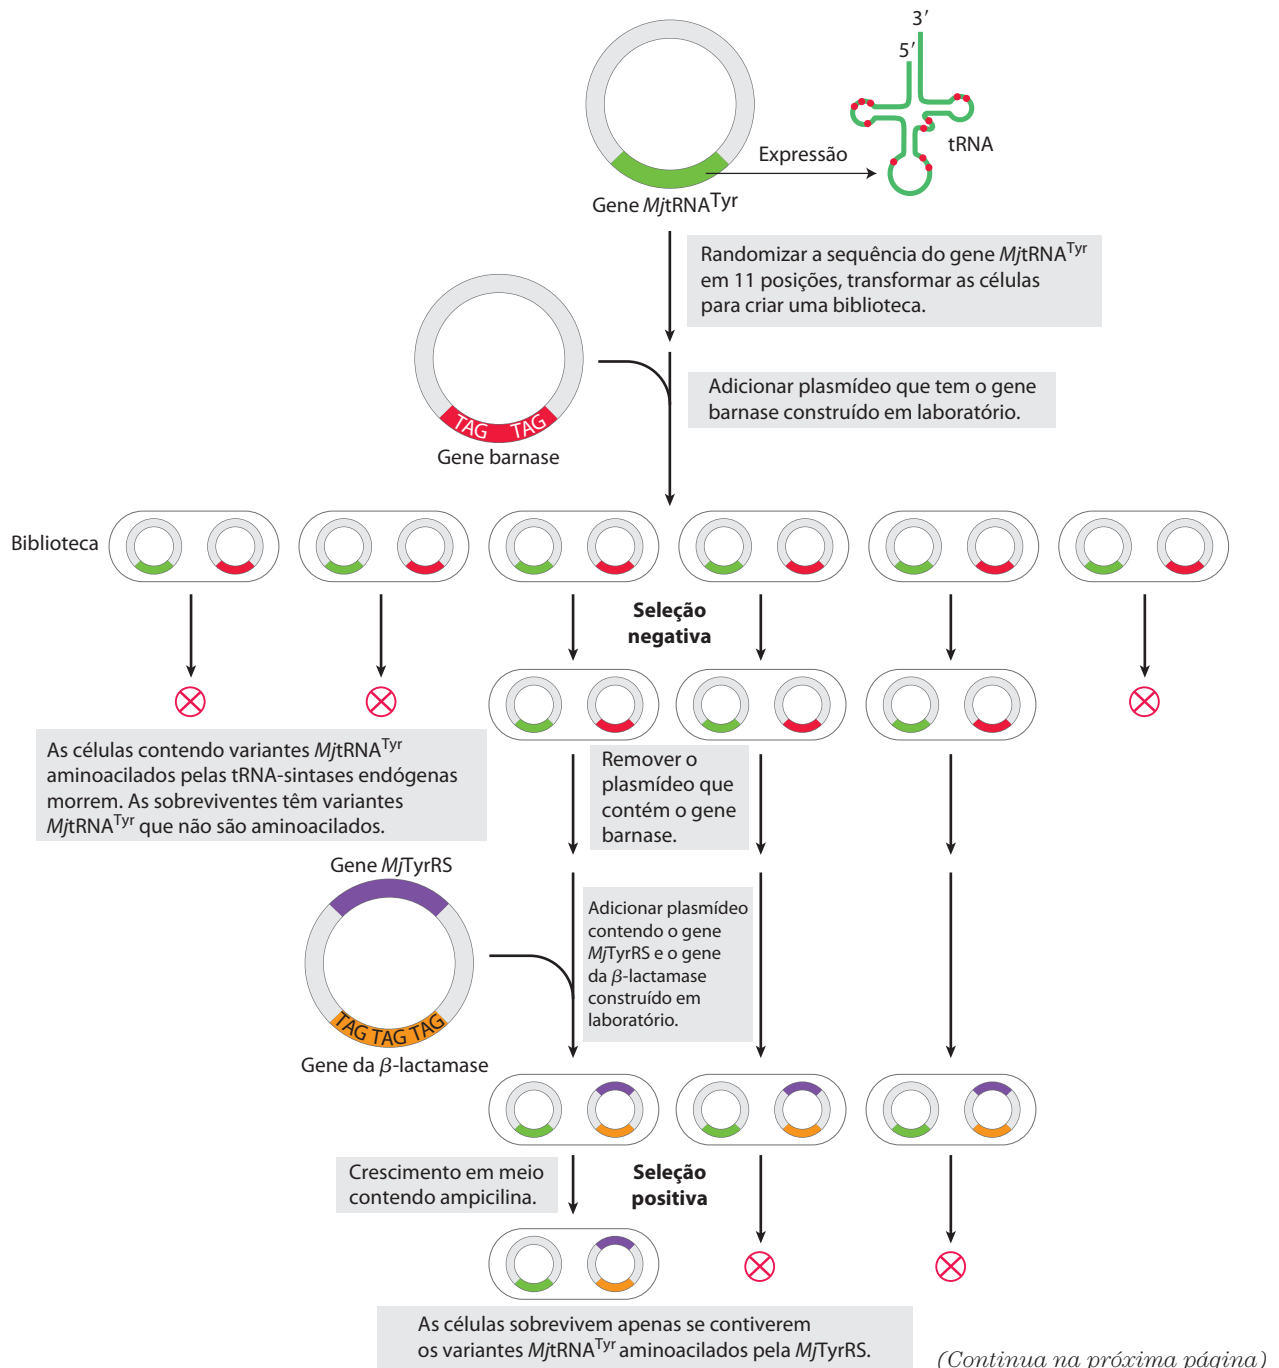 3′
5′
tRNA
Expressão
Gene MjtRNATyr
Randomizar a sequência do gene MjtRNATyr
em 11 posições, transformar as células
para criar uma biblioteca.
Adicionar plasmídeo que tem o gene
barnase construído em laboratório.
TAG TAG
Gene barnase
Biblioteca
Seleção
negativa
As células contendo variantes MjtRNATyr
aminoacilados pelas tRNA-sintases endógenas
morrem. As sobreviventes têm variantes
MjtRNATyr que não são aminoacilados.
Remover o
plasmídeo que
contém o gene
barnase.
Gene MjTyrRS
Adicionar plasmídeo
contendo o gene
MjTyrRS e o gene
da β-lactamase
construído em
laboratório.
TAG TAG TAG
Gene da β-lactamase
Crescimento em meio
contendo ampicilina.
Seleção
positiva
As células sobrevivem apenas se contiverem
os variantes MjtRNATyr aminoacilados pela MjTyrRS.
(Continua na próxima página)